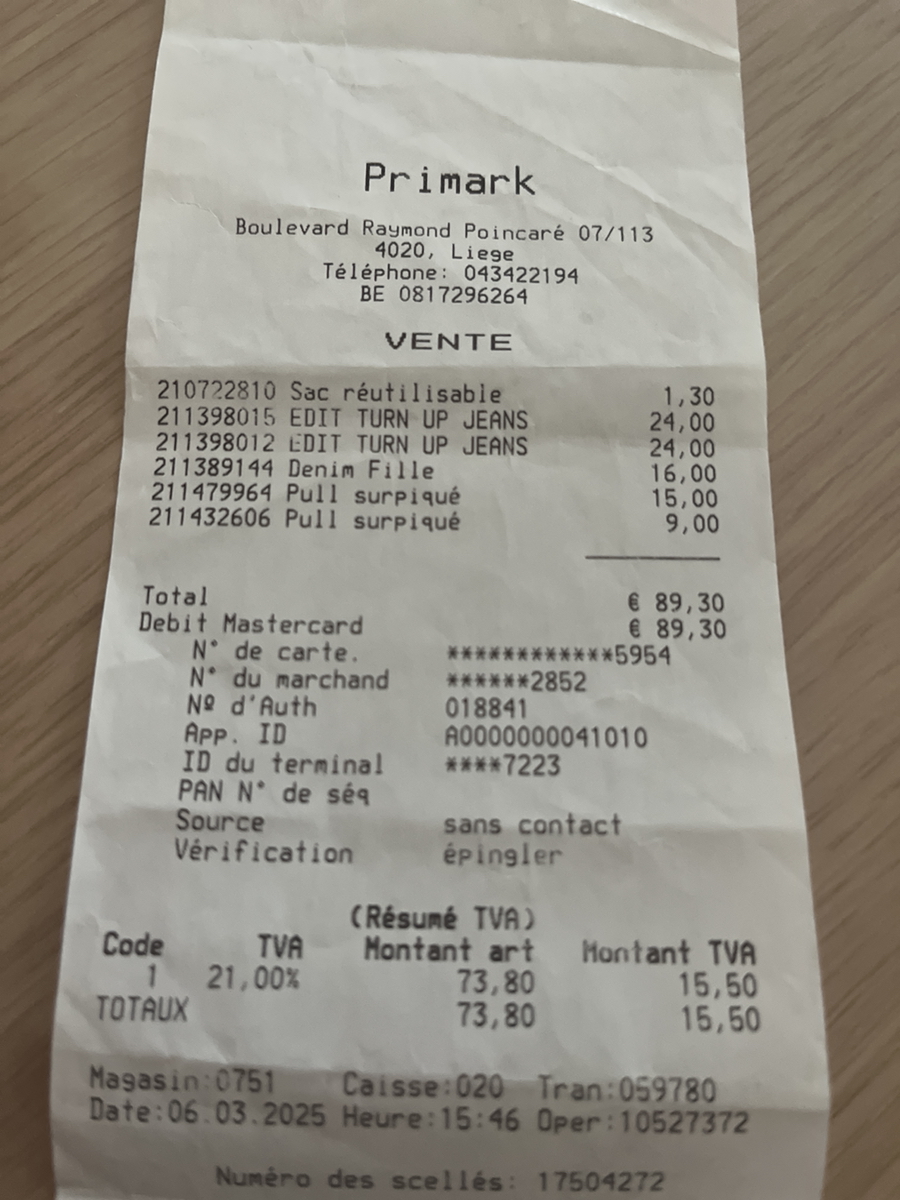 Primark
Boulevard Raymond Poincaré 07/113
4020, Liege
Téléphone: 043422194
BE 0817296264
VENTE
210722810 Sac réutilisable 1,30
211398015 EDIT TURN UP JEANS 24,00
211398012 EDIT TURN UP JEANS 24,00
211389144 Denim Fille 16,00
211479964 Pull surpiqué 15,00
211432606 Pull surpiqué 9,00
Total € 89,30
Debit Mastercard € 89,30
N° de carte. ************5954
N° du marchand ******2852
Nº d'Auth 018841
App. ID A0000000041010
ID du terminal ****7223
PAN N° de séq
Source sans contact
Vérification épingler
(Résumé TVA)
Code TVA Montant art Montant TVA
1 21,00% 73,80 15,50
TOTAUX 73,80 15,50
Magasin:0751 Caisse:020 Tran:059780
Date:06.03.2025 Heure:15:46 Oper:10527372
Numéro des scellés: 17504272